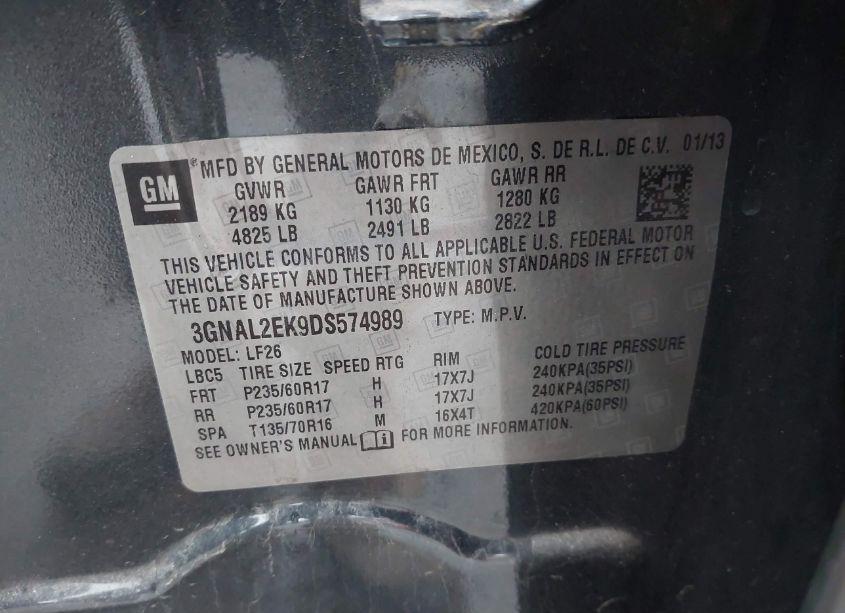 GM
® MFD BY GENERAL MOTORS DE MEXICO, S. DE R.L. DE C.V. 01/13
GVWR GAWR FRT GAWR RR
2189 KG 1130 KG 1280 KG
4825 LB 2491 LB 2822 LB
THIS VEHICLE CONFORMS TO ALL APPLICABLE U.S. FEDERAL MOTOR
VEHICLE SAFETY AND THEFT PREVENTION STANDARDS IN EFFECT ON
THE DATE OF MANUFACTURE SHOWN ABOVE.
3GNAL2EK9DS574989 TYPE: M.P.V.
MODEL: LF26
LBC5 TIRE SIZE SPEED RTG RIM COLD TIRE PRESSURE
FRT P235/60R17 H 17X7J 240KPA(35PSI)
RR P235/60R17 H 17X7J 240KPA(35PSI)
SPA T135/70R16 M 16X4T 420KPA(60PSI)
SEE OWNER'S MANUAL FOR MORE INFORMATION.